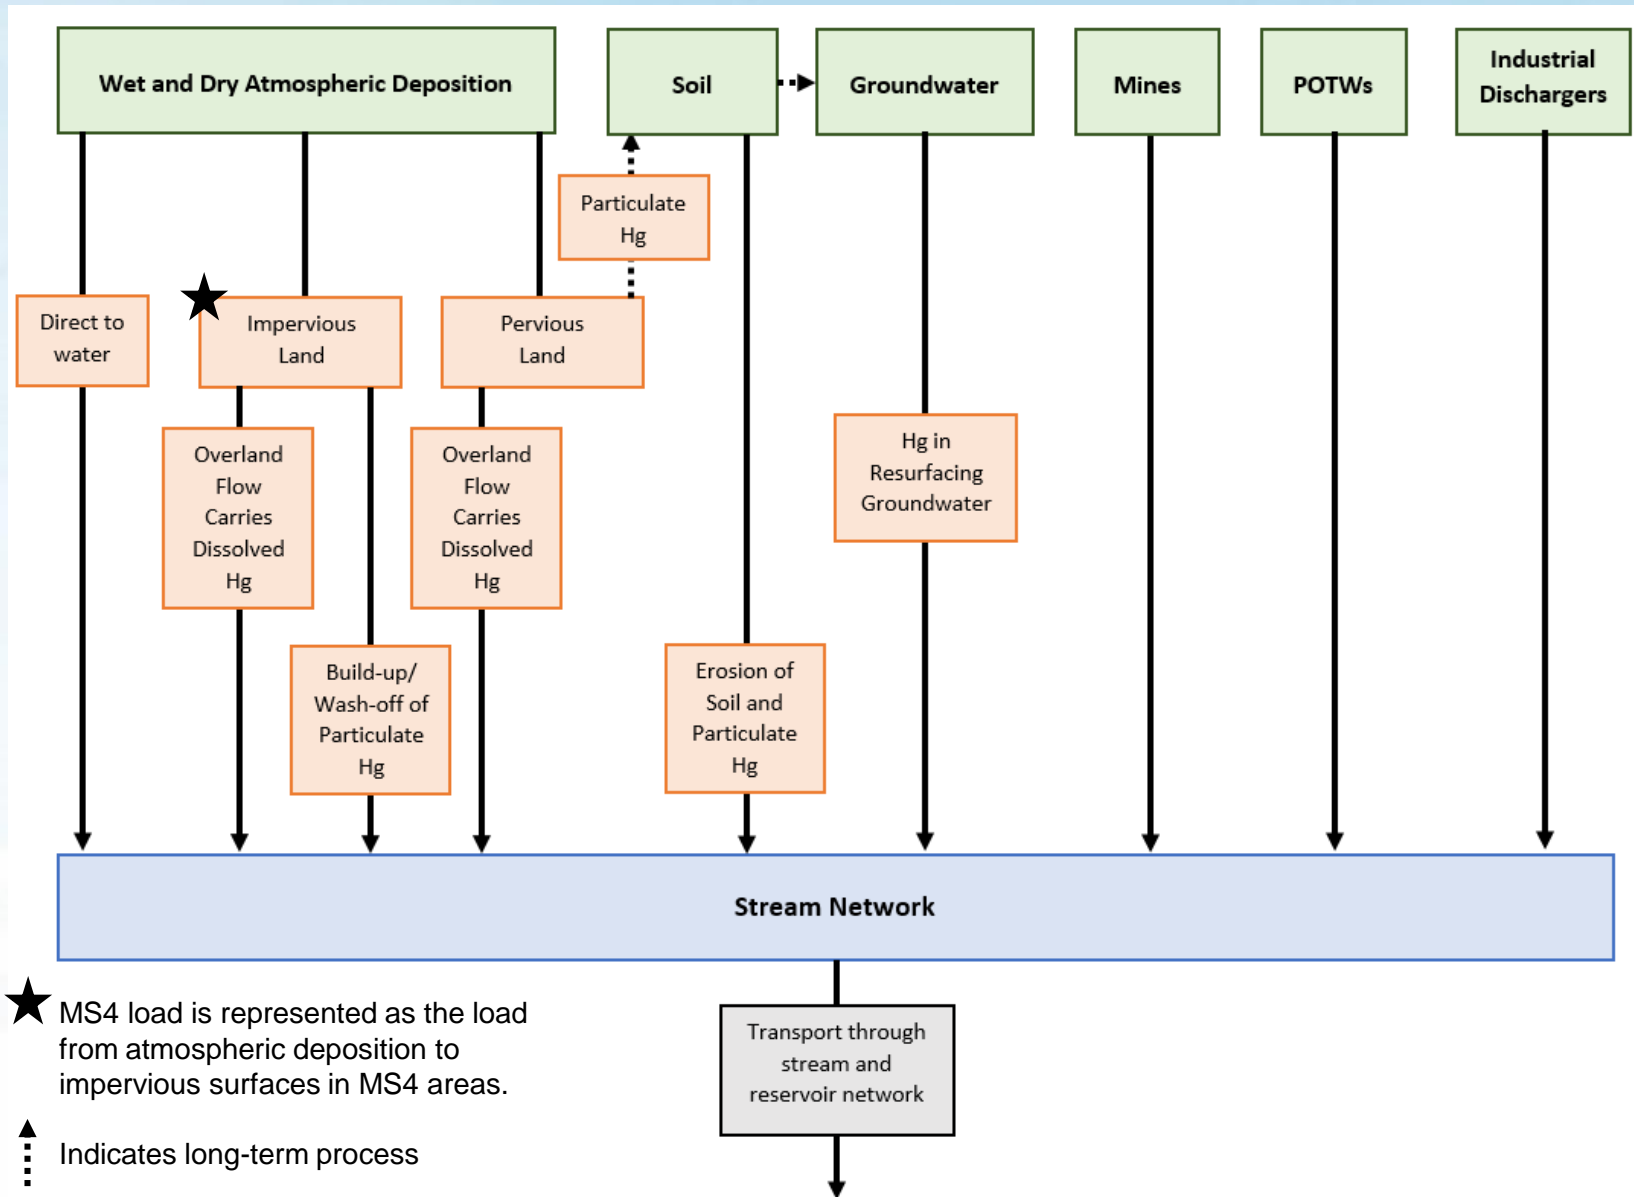 Wet and Dry Atmospheric Deposition
Soil
Groundwater
Mines
POTWs
Industrial
Dischargers
Particulate
Hg
Direct to
water
Impervious
Land
Pervious
Land
Overland
Flow
Carries
Dissolved
Hg
Overland
Flow
Carries
Dissolved
Hg
Hg in
Resurfacing
Groundwater
Build-up/
Wash-off of
Particulate
Hg
Erosion of
Soil and
Particulate
Hg
Stream Network
MS4 load is represented as the load
from atmospheric deposition to
impervious surfaces in MS4 areas.
Indicates long-term process
Transport through
stream and
reservoir network